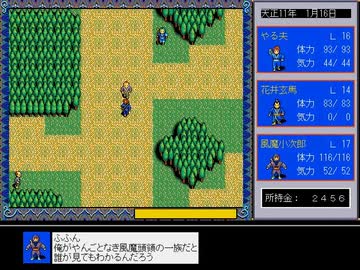 大正11年 1月16日
やる夫 L 16
体力 83/ 83
気力 44/ 44
花井玄馬 L 14
体力 93/ 93
気力 0/ 0
風魔小次郎 L 17
体力 116/116
気力 52/ 52
所持金: 2456
ふふん
俺がやんごとなき風魔頭領の一族だと
誰が見てもわかるんだろう